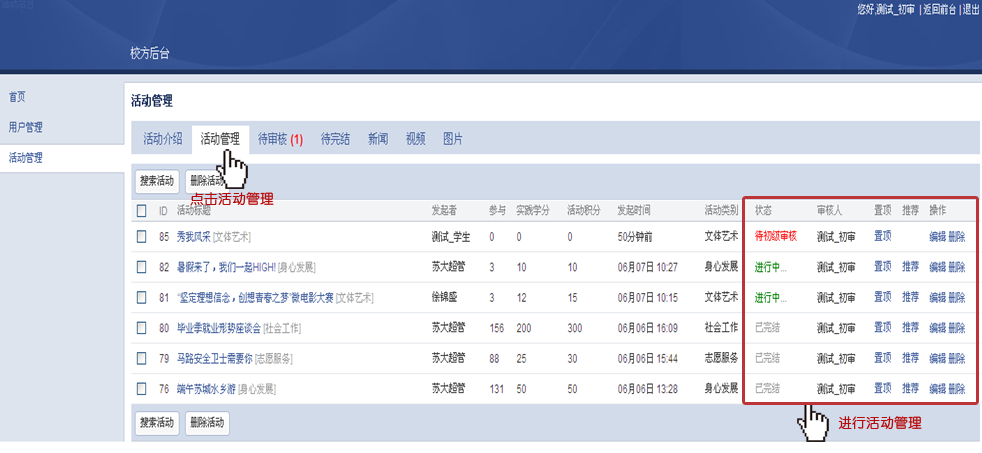 您好,测试_初审 | 返回前台 | 退出
校方后台
首页
用户管理
活动管理
活动管理
活动介绍 活动管理 待审核 (1) 待完结 新闻 视频 图片
搜索活动 删除活动
点击活动管理
ID 活动标题 发起者 参与 实践学分 活动积分 发起时间 活动类别 状态 审核人 置顶 推荐 操作
85 秀我风采 [文体艺术] 测试_学生 0 0 0 50分钟前 文体艺术 待初级审核 测试_初审 置顶 编辑 删除
82 暑假来了，我们一起HIGH! [身心发展] 苏大超管 3 10 10 06月07日 10:27 身心发展 进行中... 测试_初审 置顶 推荐 编辑 删除
81 “坚定理想信念，创想青春之梦”微电影大赛 [文体艺术] 徐锦盛 3 12 15 06月07日 10:15 文体艺术 进行中... 测试_初审 置顶 推荐 编辑 删除
80 毕业季就业形势座谈会 [社会工作] 苏大超管 156 200 300 06月06日 16:09 社会工作 已完结 测试_初审 置顶 推荐 编辑 删除
79 马路安全卫士需要你 [志愿服务] 苏大超管 88 25 30 06月06日 15:44 志愿服务 已完结 测试_初审 置顶 推荐 编辑 删除
76 端午苏城水乡游 [身心发展] 苏大超管 131 50 50 06月06日 13:28 身心发展 已完结 测试_初审 置顶 推荐 编辑 删除
搜索活动 删除活动
进行活动管理